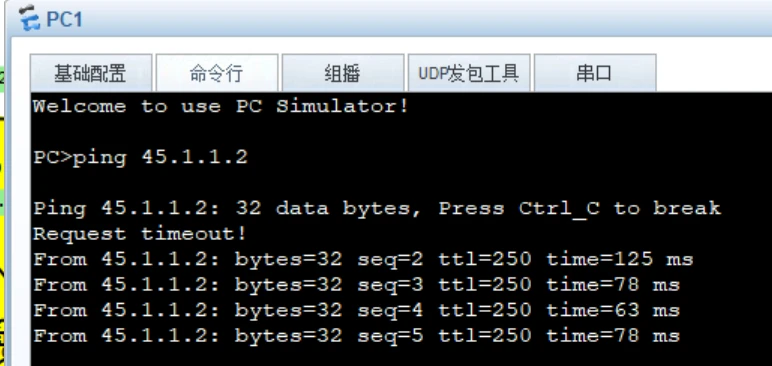 PC1
基础配置 命令行 组播 UDP发包工具 串口
Welcome to use PC Simulator!
PC>ping 45.1.1.2
Ping 45.1.1.2: 32 data bytes, Press Ctrl_C to break
Request timeout!
From 45.1.1.2: bytes=32 seq=2 ttl=250 time=125 ms
From 45.1.1.2: bytes=32 seq=3 ttl=250 time=78 ms
From 45.1.1.2: bytes=32 seq=4 ttl=250 time=63 ms
From 45.1.1.2: bytes=32 seq=5 ttl=250 time=78 ms